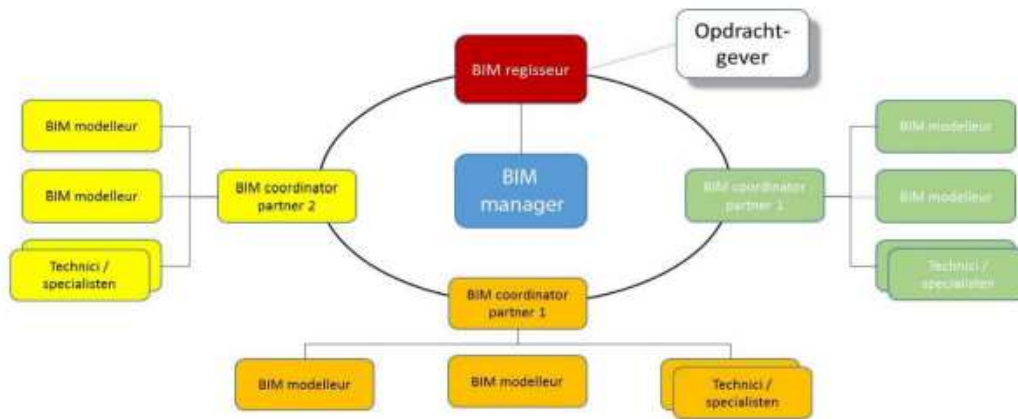 Opdracht-
gever
BIM regisseur
BIM modelleur
BIM modelleur
Technici /
specialisten
BIM coordinator
partner 2
BIM
manager
BIM coordinator
partner 1
BIM modelleur
BIM modelleur
Technici /
specialisten
BIM coordinator
partner 1
BIM modelleur
BIM modelleur
Technici /
specialisten